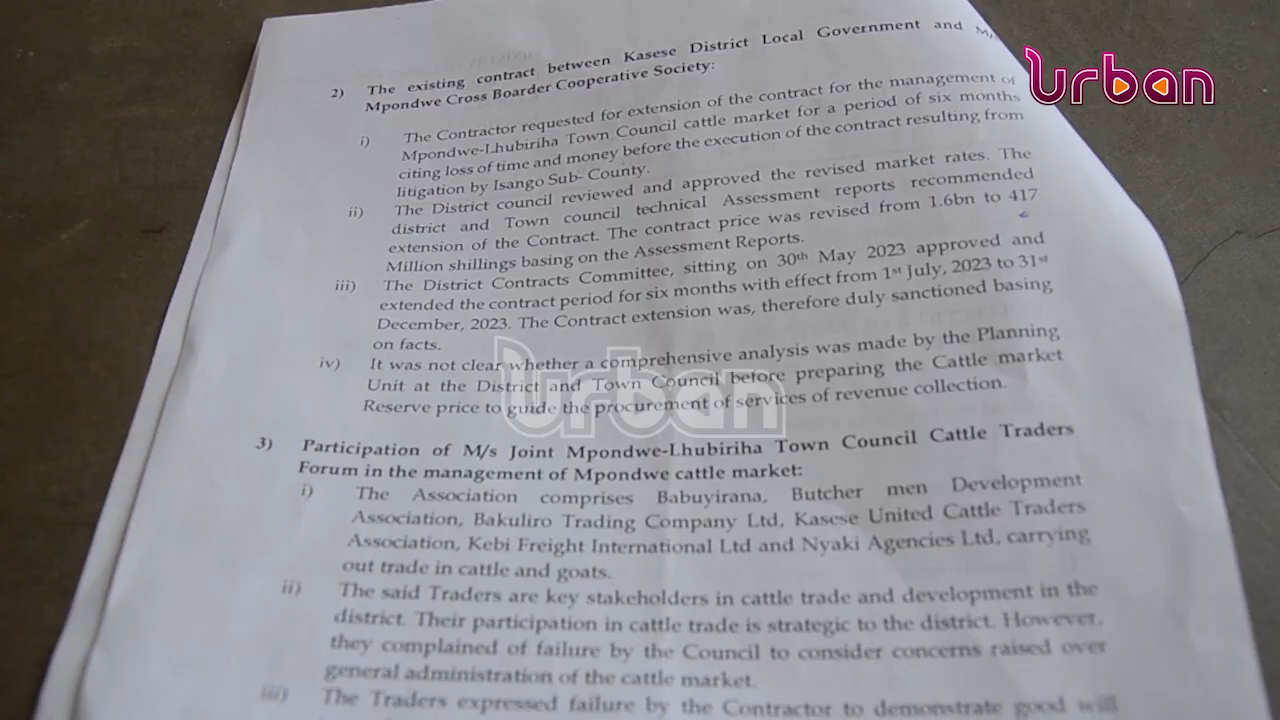 Urban
2) The existing contract between Kasese District Local Government and M/s
Mpondwe Cross Boarder Cooperative Society:
i) The Contractor requested for extension of the contract for the management of
Mpondwe-Lhubiriha Town Council cattle market for a period of six months
citing loss of time and money before the execution of the contract resulting from
litigation by Isango Sub- County.
ii) The District council reviewed and approved the revised market rates. The
district and Town council technical Assessment reports recommended
extension of the Contract. The contract price was revised from 1.6bn to 417
Million shillings basing on the Assessment Reports.
iii) The District Contracts Committee, sitting on 30th May 2023 approved and
extended the contract period for six months with effect from 1st July, 2023 to 31st
December, 2023. The Contract extension was, therefore duly sanctioned basing
on facts.
iv) It was not clear whether a comprehensive analysis was made by the Planning
Unit at the District and Town Council before preparing the Cattle market
Reserve price to guide the procurement of services of revenue collection.
Urban
3) Participation of M/s Joint Mpondwe-Lhubiriha Town Council Cattle Traders
Forum in the management of Mpondwe cattle market:
i) The Association comprises Babuyirana, Butcher men Development
Association, Bakuliro Trading Company Ltd, Kasese United Cattle Traders
Association, Kebi Freight International Ltd and Nyaki Agencies Ltd, carrying
out trade in cattle and goats.
ii) The said Traders are key stakeholders in cattle trade and development in the
district. Their participation in cattle trade is strategic to the district. However,
they complained of failure by the Council to consider concerns raised over
general administration of the cattle market.
iii) The Traders expressed failure by the Contractor to demonstrate good will